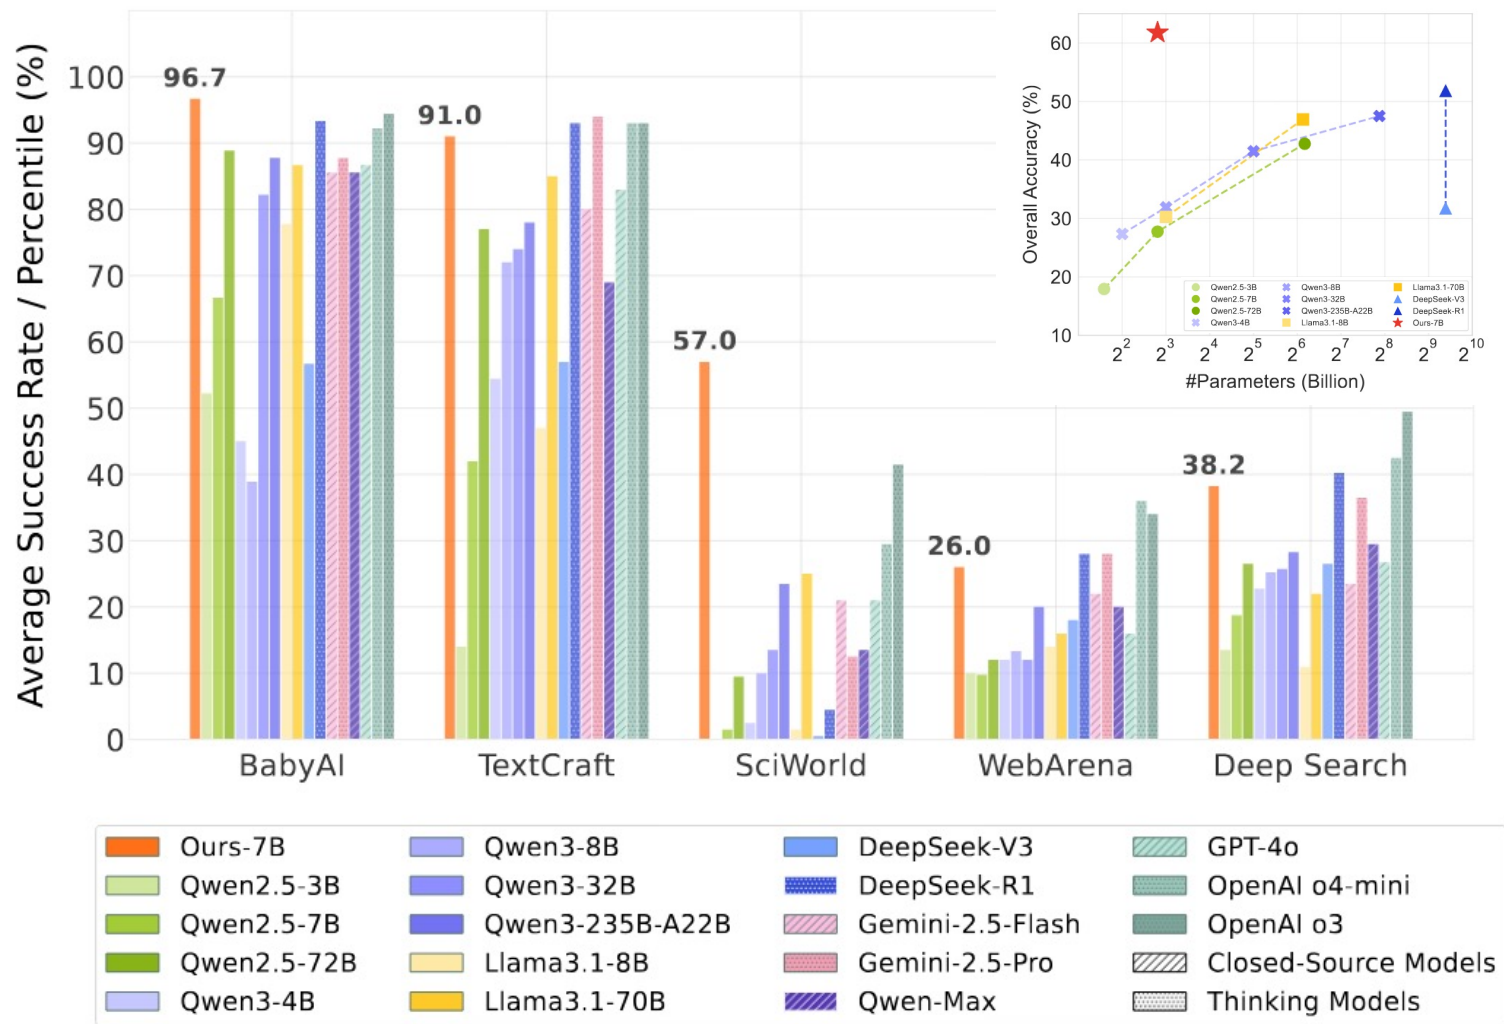 Average Success Rate / Percentile (%)
100
90
80
70
60
50
40
30
20
10
0
96.7
91.0
57.0
26.0
38.2
BabyAI
TextCraft
SciWorld
WebArena
Deep Search
Overall Accuracy (%)
60
50
40
30
20
10
Qwen2.5-3B
Qwen2.5-7B
Qwen2.5-72B
Qwen3-4B
Qwen3-8B
Qwen3-32B
Qwen3-235B-A22B
Llama3.1-8B
Llama3.1-70B
DeepSeek-V3
DeepSeek-R1
Ours-7B
2^2 2^3 2^4 2^5 2^6 2^7 2^8 2^9 2^10
#Parameters (Billion)
Ours-7B
Qwen2.5-3B
Qwen2.5-7B
Qwen2.5-72B
Qwen3-4B
Qwen3-8B
Qwen3-32B
Qwen3-235B-A22B
Llama3.1-8B
Llama3.1-70B
DeepSeek-V3
DeepSeek-R1
Gemini-2.5-Flash
Gemini-2.5-Pro
Qwen-Max
GPT-4o
OpenAI o4-mini
OpenAI o3
Closed-Source Models
Thinking Models